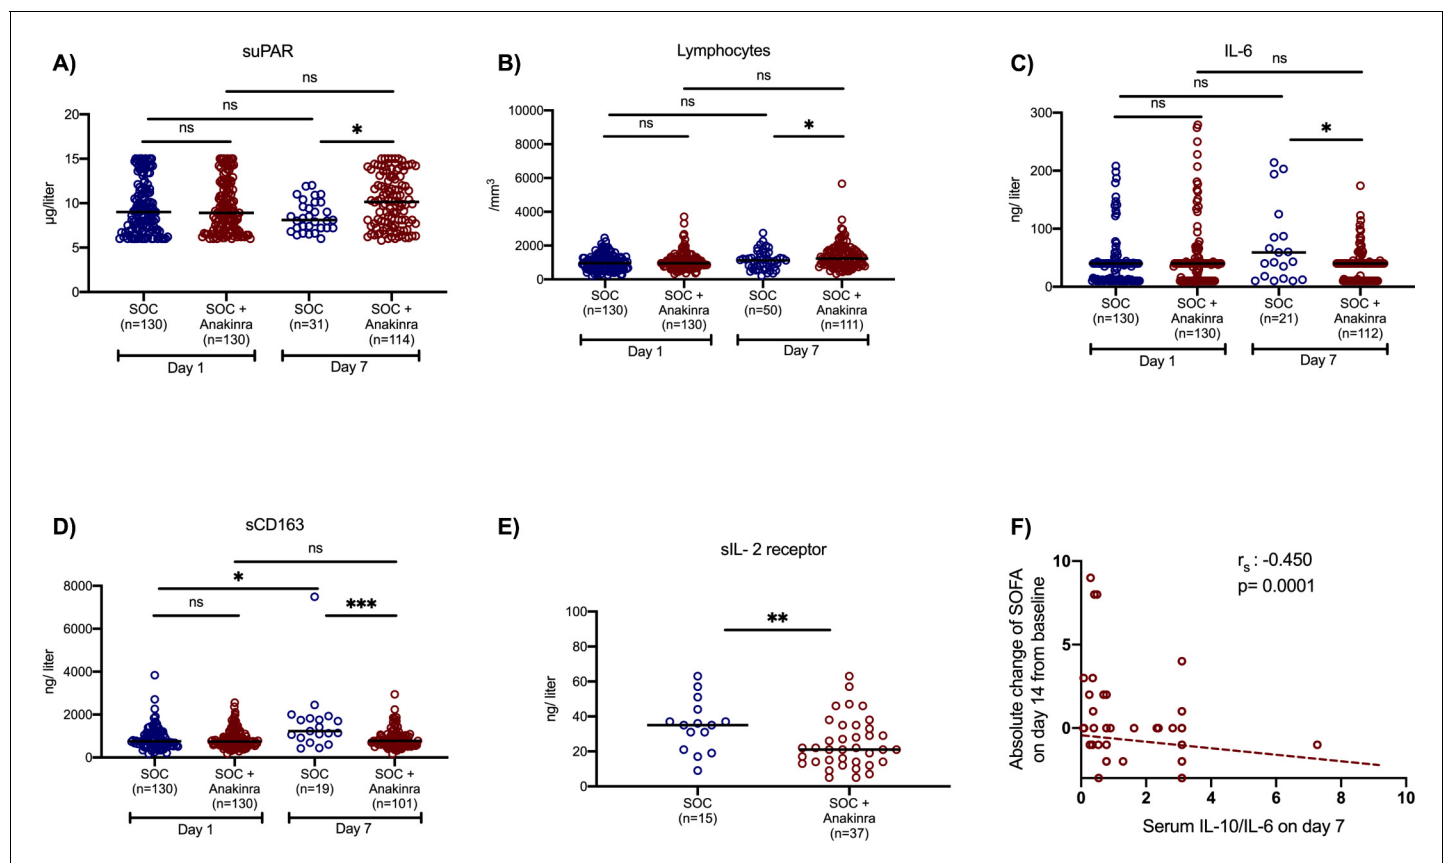 A)
suPAR
ns
ns
ns
*
20
15
10
5
0
µg/liter
SOC
(n=130)
SOC +
Anakinra
(n=130)
SOC
(n=31)
SOC +
Anakinra
(n=114)
Day 1
Day 7
B)
Lymphocytes
ns
ns
ns
*
10000
8000
6000
4000
2000
0
/mm³
SOC
(n=130)
SOC +
Anakinra
(n=130)
SOC
(n=50)
SOC +
Anakinra
(n=111)
Day 1
Day 7
C)
IL-6
ns
ns
ns
*
300
200
100
0
ng/ liter
SOC
(n=130)
SOC +
Anakinra
(n=130)
SOC
(n=21)
SOC +
Anakinra
(n=112)
Day 1
Day 7
D)
sCD163
ns
*
ns
***
8000
6000
4000
2000
0
ng/ liter
SOC
(n=130)
SOC +
Anakinra
(n=130)
SOC
(n=19)
SOC +
Anakinra
(n=101)
Day 1
Day 7
E)
sIL- 2 receptor
**
100
80
60
40
20
0
ng/ liter
SOC
(n=15)
SOC +
Anakinra
(n=37)
F)
rs : -0.450
p= 0.0001
10
5
0
Absolute change of SOFA
on day 14 from baseline
0 2 4 6 8 10
Serum IL-10/IL-6 on day 7